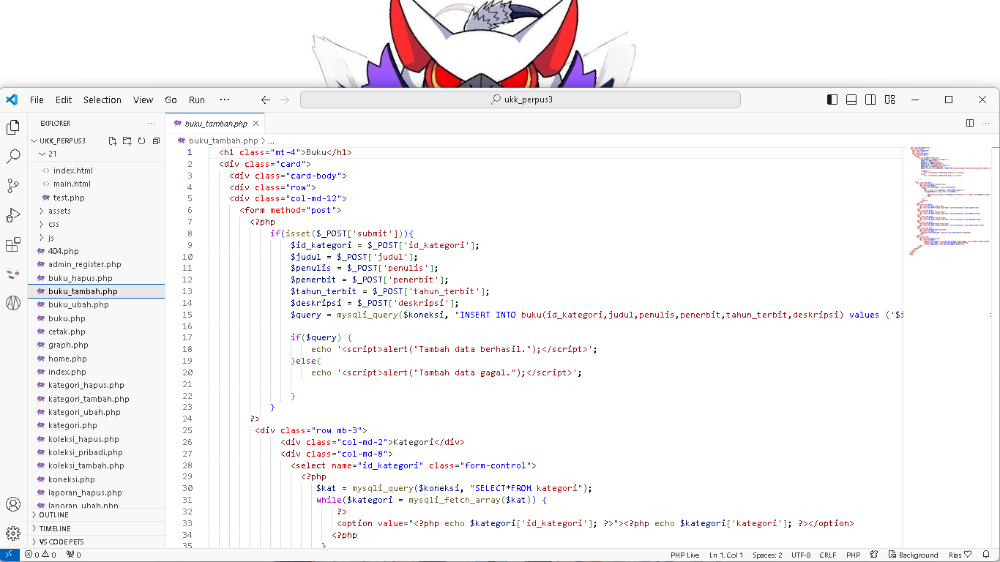 File Edit Selection View Go Run ··· ukk_perpus3
EXPLORER ···
UKK_PERPUS3
21
index.html
main.html
test.php
assets
css
js
404.php
admin_register.php
buku_hapus.php
buku_tambah.php
buku_ubah.php
buku.php
cetak.php
graph.php
home.php
index.php
kategori_hapus.php
kategori_tambah.php
kategori_ubah.php
kategori.php
koleksi_hapus.php
koleksi_pribadi.php
koleksi_tambah.php
koneksi.php
laporan_hapus.php
laporan_ubah.php
OUTLINE
TIMELINE
VS CODE PETS
buku_tambah.php
buku_tambah.php > ...
1 <h1 class="mt-4">Buku</h1>
2 <div class="card">
3 <div class="card-body">
4 <div class="row">
5 <div class="col-md-12">
6 <form method="post">
7 <?php
8 if(isset($_POST['submit'])){
9 $id_kategori = $_POST['id_kategori'];
10 $judul = $_POST['judul'];
11 $penulis = $_POST['penulis'];
12 $penerbit = $_POST['penerbit'];
13 $tahun_terbit = $_POST['tahun_terbit'];
14 $deskripsi = $_POST['deskripsi'];
15 $query = mysqli_query($koneksi, "INSERT INTO buku(id_kategori,judul,penulis,penerbit,tahun_terbit,deskripsi) values ('$i
16
17 if($query) {
18 echo '<script>alert("Tambah data berhasil.");</script>';
19 }else{
20 echo '<script>alert("Tambah data gagal.");</script>';
21
22 }
23 }
24 ?>
25 <div class="row mb-3">
26 <div class="col-md-2">Kategori</div>
27 <div class="col-md-8">
28 <select name="id_kategori" class="form-control">
29 <?php
30 $kat = mysqli_query($koneksi, "SELECT*FROM kategori");
31 while($kategori = mysqli_fetch_array($kat)) {
32 ?>
33 <option value="<?php echo $kategori['id_kategori']; ?>"><?php echo $kategori['kategori']; ?></option>
34 <?php
35 }
0 0 0 PHP Live Ln 1, Col 1 Spaces: 2 UTF-8 CRLF PHP Background Rias